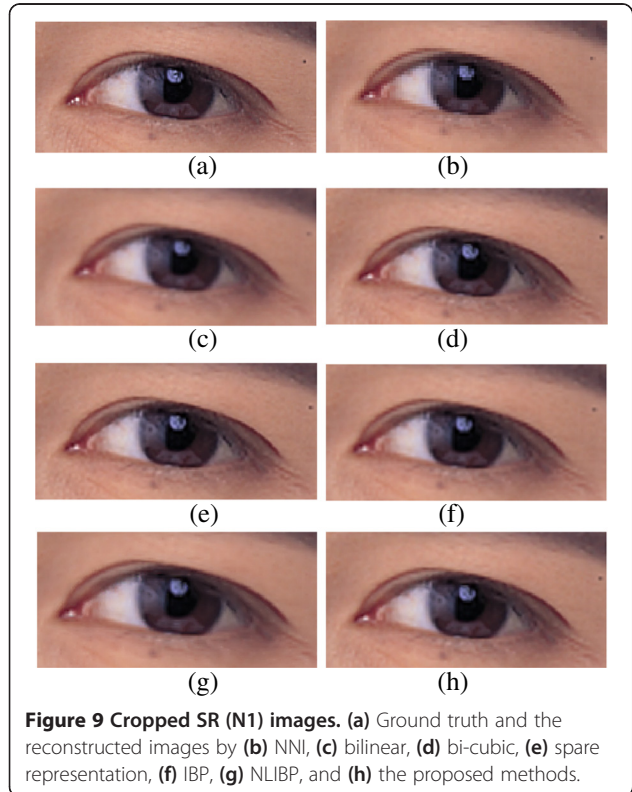 (a) (b)
(c) (d)
(e) (f)
(g) (h)
Figure 9 Cropped SR (N1) images. (a) Ground truth and the
reconstructed images by (b) NNI, (c) bilinear, (d) bi-cubic, (e) spare
representation, (f) IBP, (g) NLIBP, and (h) the proposed methods.